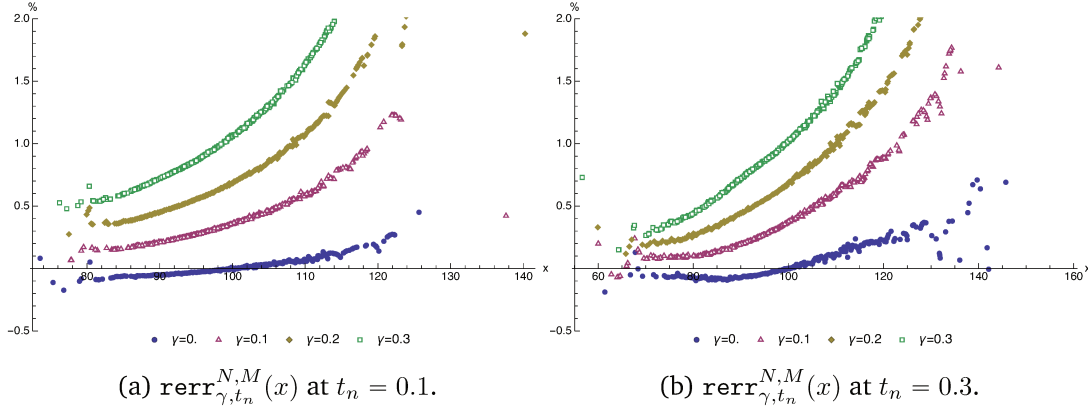 % %
2.0 2.0
1.5 1.5
1.0 1.0
0.5 0.5
80 90 100 110 120 130 140 x 60 80 100 120 140 160 x
−0.5 −0.5
γ=0. γ=0.1 γ=0.2 γ=0.3 γ=0. γ=0.1 γ=0.2 γ=0.3
(a) rerr^{N,M}_{γ,t_n}(x) at t_n = 0.1. (b) rerr^{N,M}_{γ,t_n}(x) at t_n = 0.3.